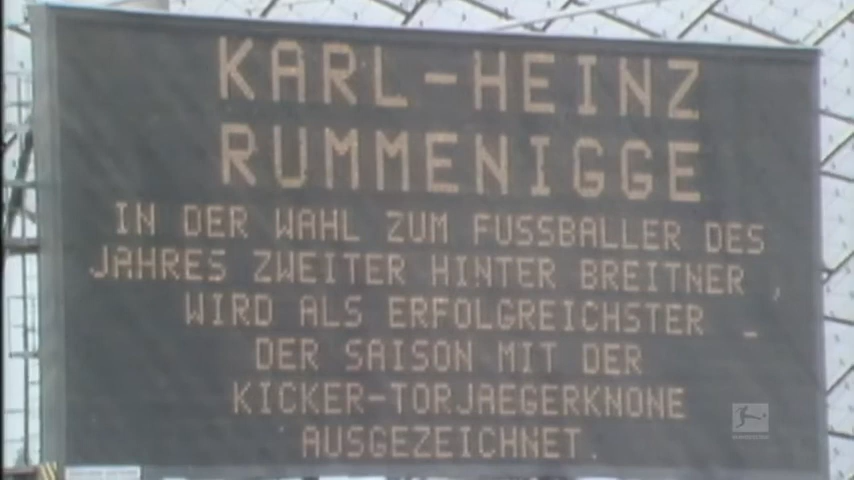 KARL-HEINZ
RUMMENIGGE
IN DER WAHL ZUM FUSSBALLER DES
JAHRES ZWEITER HINTER BREITNER ,
WIRD ALS ERFOLGREICHSTER _
DER SAISON MIT DER
KICKER-TORJAEGERKNONE
AUSGEZEICHNET.